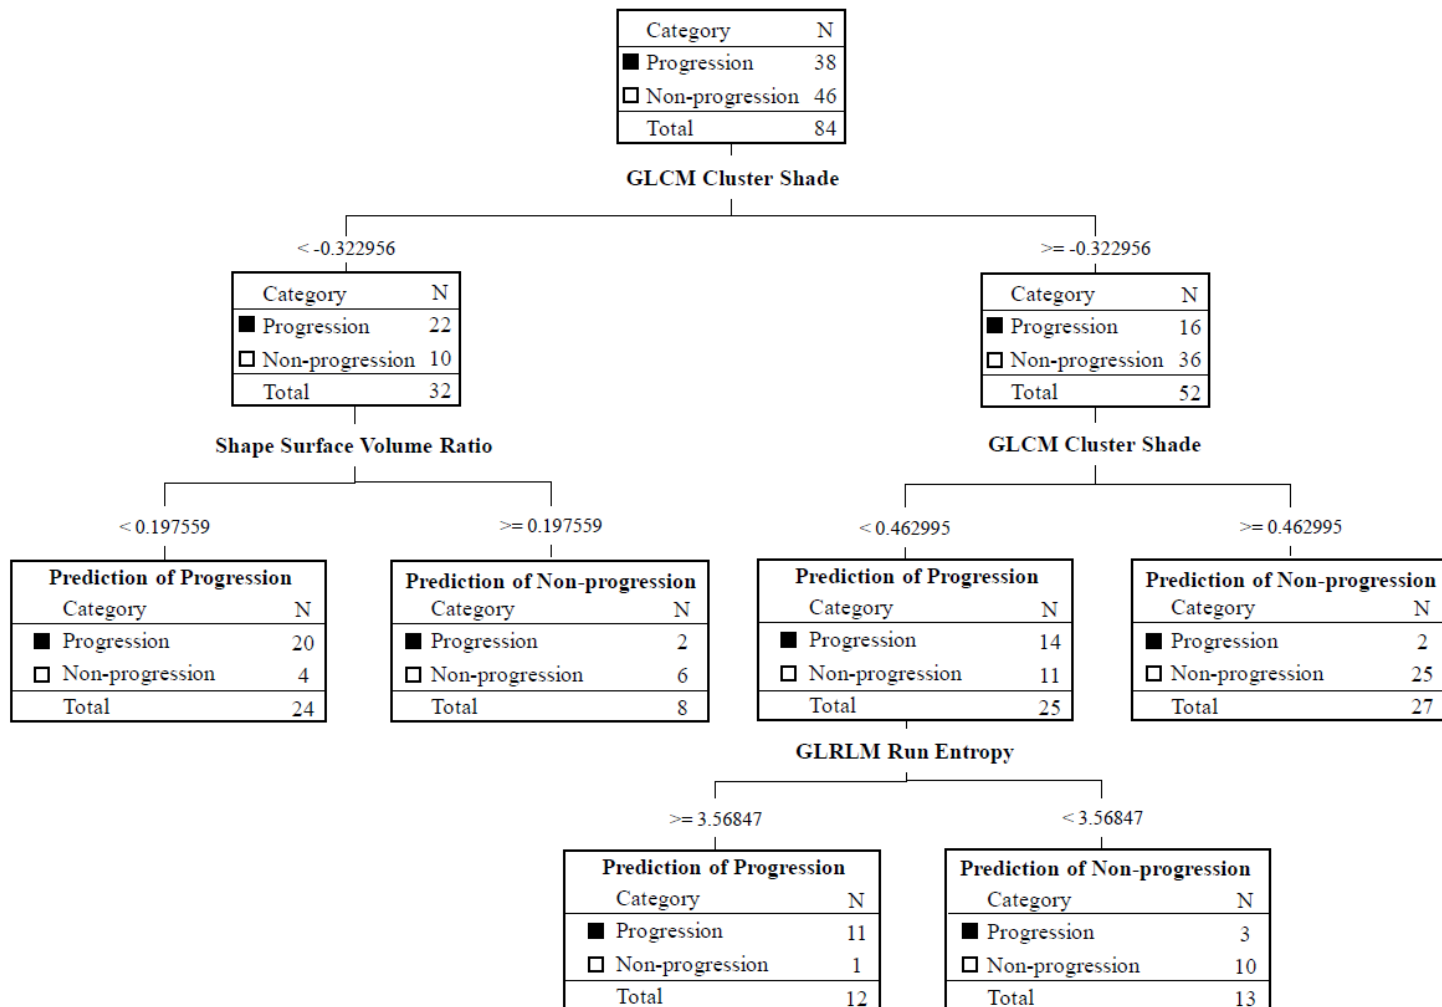 Category N
Progression 38
Non-progression 46
Total 84
GLCM Cluster Shade
< -0.322956
>= -0.322956
Category N
Progression 22
Non-progression 10
Total 32
Category N
Progression 16
Non-progression 36
Total 52
Shape Surface Volume Ratio
GLCM Cluster Shade
< 0.197559
>= 0.197559
< 0.462995
>= 0.462995
Prediction of Progression
Category N
Progression 20
Non-progression 4
Total 24
Prediction of Non-progression
Category N
Progression 2
Non-progression 6
Total 8
Prediction of Progression
Category N
Progression 14
Non-progression 11
Total 25
Prediction of Non-progression
Category N
Progression 2
Non-progression 25
Total 27
GLRLM Run Entropy
>= 3.56847
< 3.56847
Prediction of Progression
Category N
Progression 11
Non-progression 1
Total 12
Prediction of Non-progression
Category N
Progression 3
Non-progression 10
Total 13